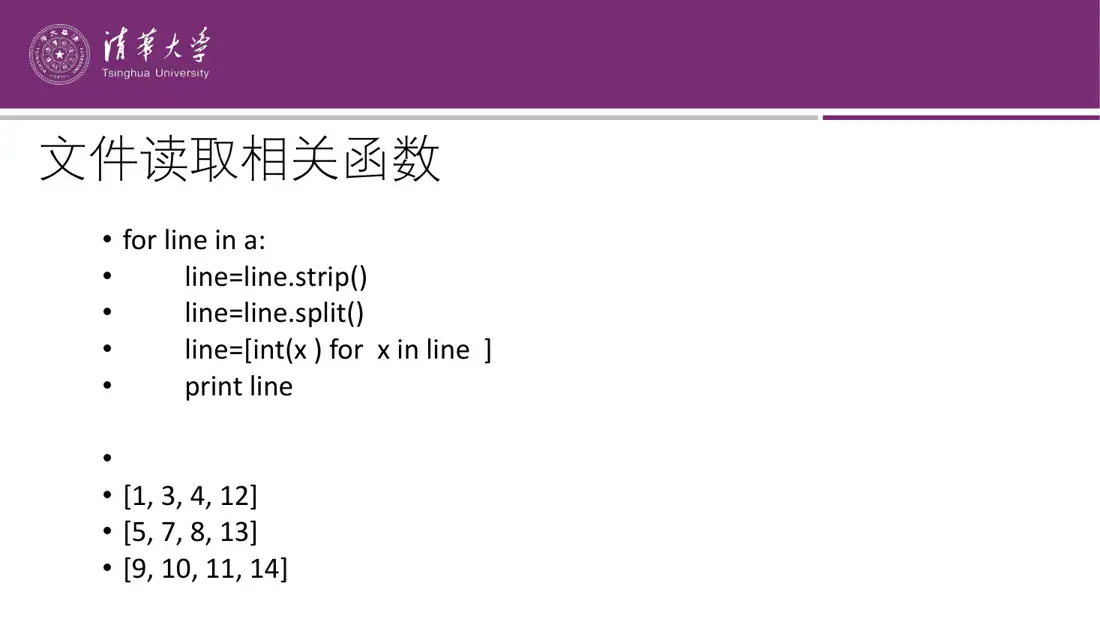 清华大学
Tsinghua University
文件读取相关函数
• for line in a:
• line=line.strip()
• line=line.split()
• line=[int(x ) for  x in line  ]
• print line
•
• [1, 3, 4, 12]
• [5, 7, 8, 13]
• [9, 10, 11, 14]